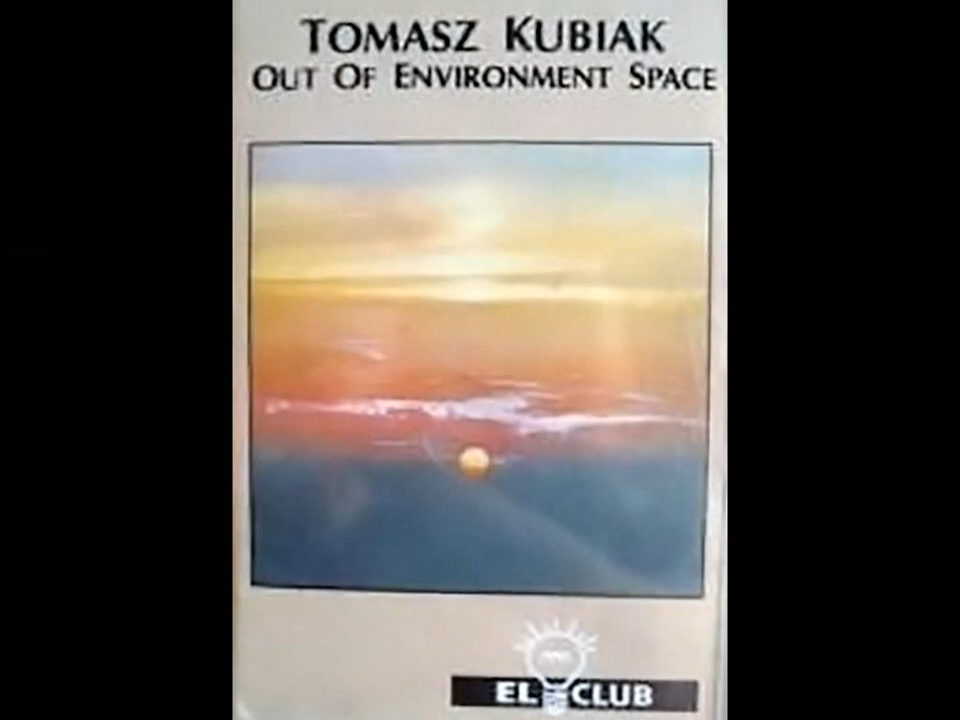 TOMASZ KUBIAK
OUT OF ENVIRONMENT SPACE
EL CLUB